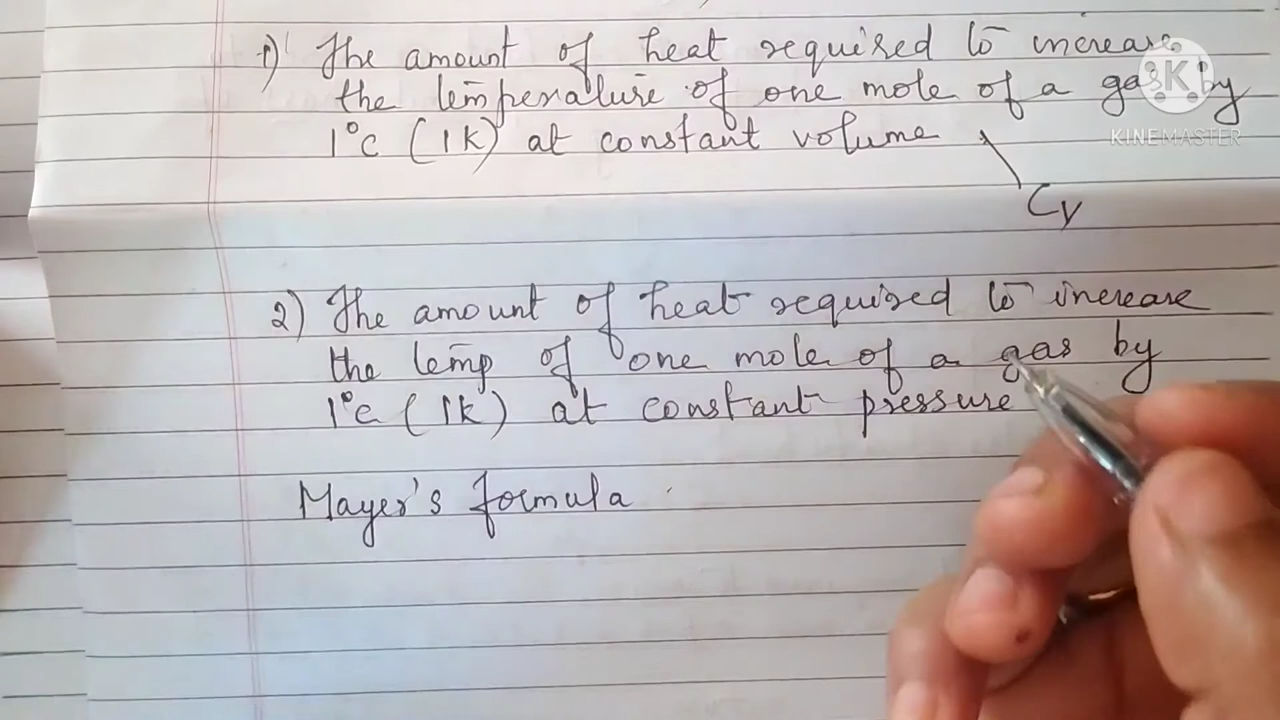 1) The amount of heat required to increase
the temperature of one mole of a gas by
1°c (1K) at constant volume
Cv
2) The amount of heat required to increase
the temp of one mole of a gas by
1°c (1k) at constant pressure
Mayer's formula
K
KINEMASTER